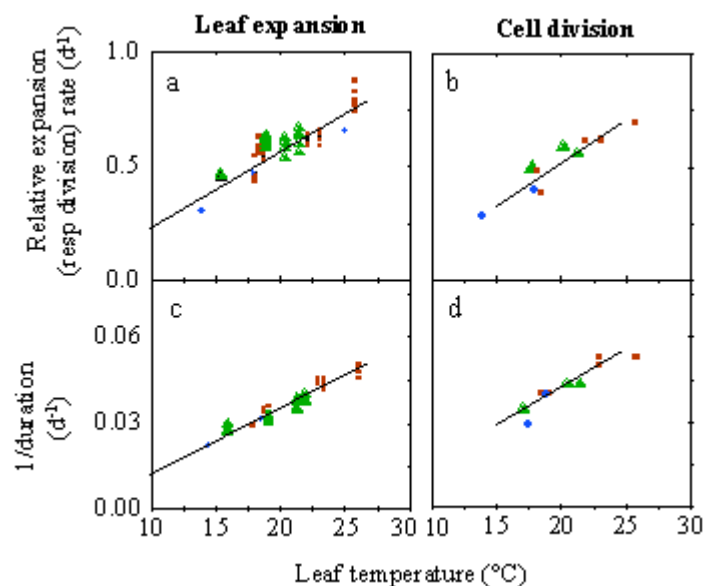 Leaf expansion
Cell division
Relative expansion
(resp division) rate (d-1)
1.0
0.5
0.0
a
b
1/duration
(d-1)
0.06
0.03
0.00
c
d
10 15 20 25 30
10 15 20 25 30
Leaf temperature (°C)